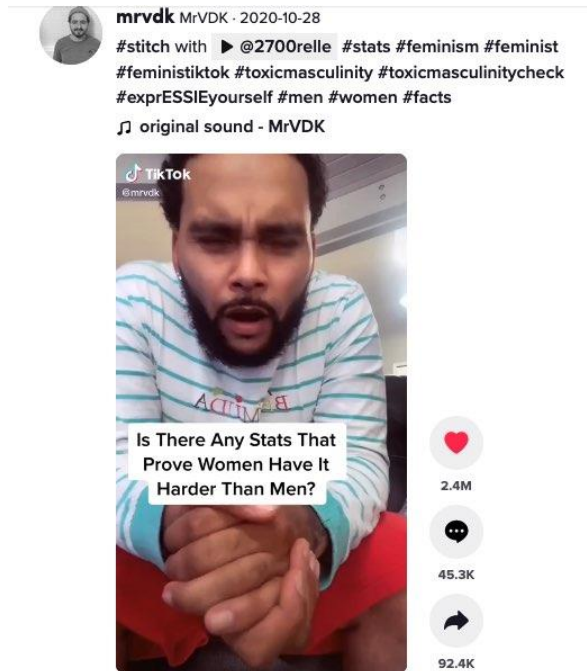 mrvdk MrVDK · 2020-10-28
#stitch with ▶ @2700relle #stats #feminism #feminist
#feministiktok #toxicmasculinity #toxicmasculinitycheck
#exprESSIEyourself #men #women #facts
♫ original sound - MrVDK
TikTok
@mrvdk
BERMUDA
Is There Any Stats That
Prove Women Have It
Harder Than Men?
2.4M
45.3K
92.4K